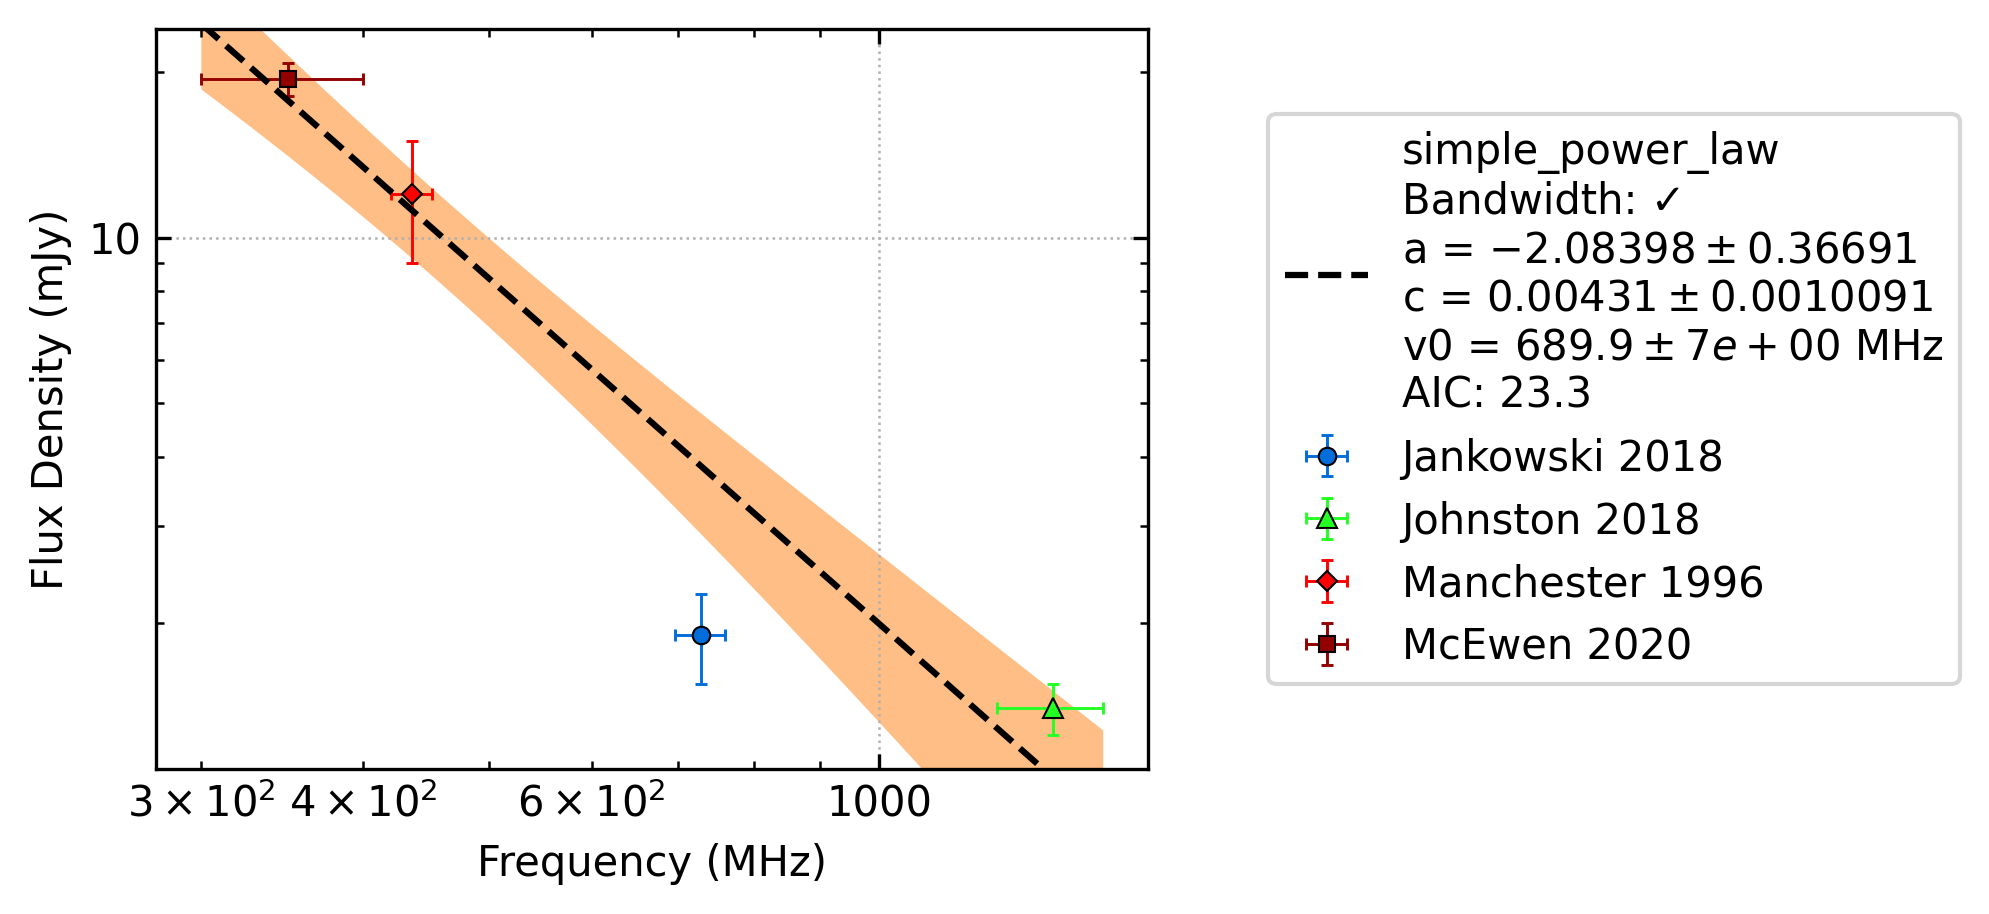 Flux Density (mJy)
10
3 × 10² 4 × 10² 6 × 10² 1000
Frequency (MHz)
simple_power_law
Bandwidth: ✓
a = −2.08398 ± 0.36691
c = 0.00431 ± 0.0010091
v0 = 689.9 ± 7e + 00 MHz
AIC: 23.3
Jankowski 2018
Johnston 2018
Manchester 1996
McEwen 2020